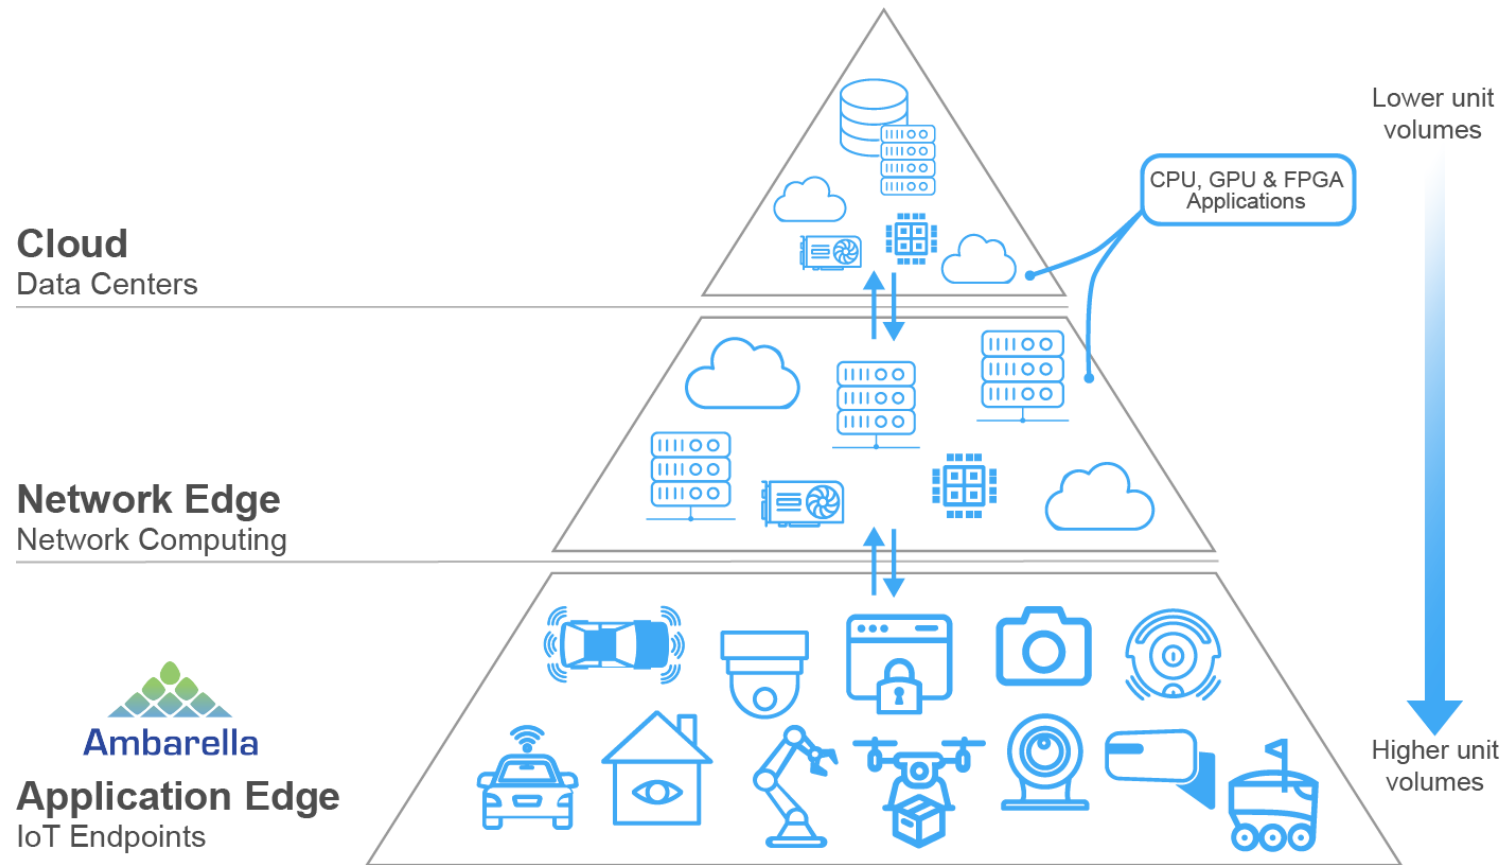 Lower unit
volumes
CPU, GPU & FPGA
Applications
Cloud
Data Centers
Network Edge
Network Computing
Ambarella
Application Edge
IoT Endpoints
Higher unit
volumes